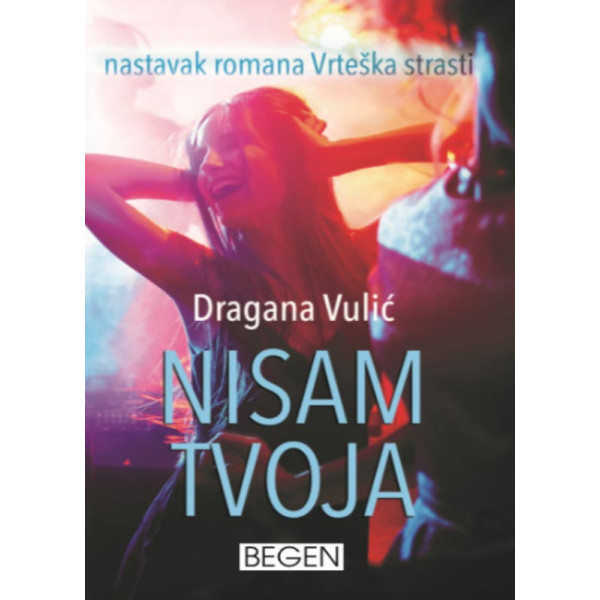 nastavak romana Vrteška strasti
Dragana Vulić
NISAM
TVOJA
BEGEN